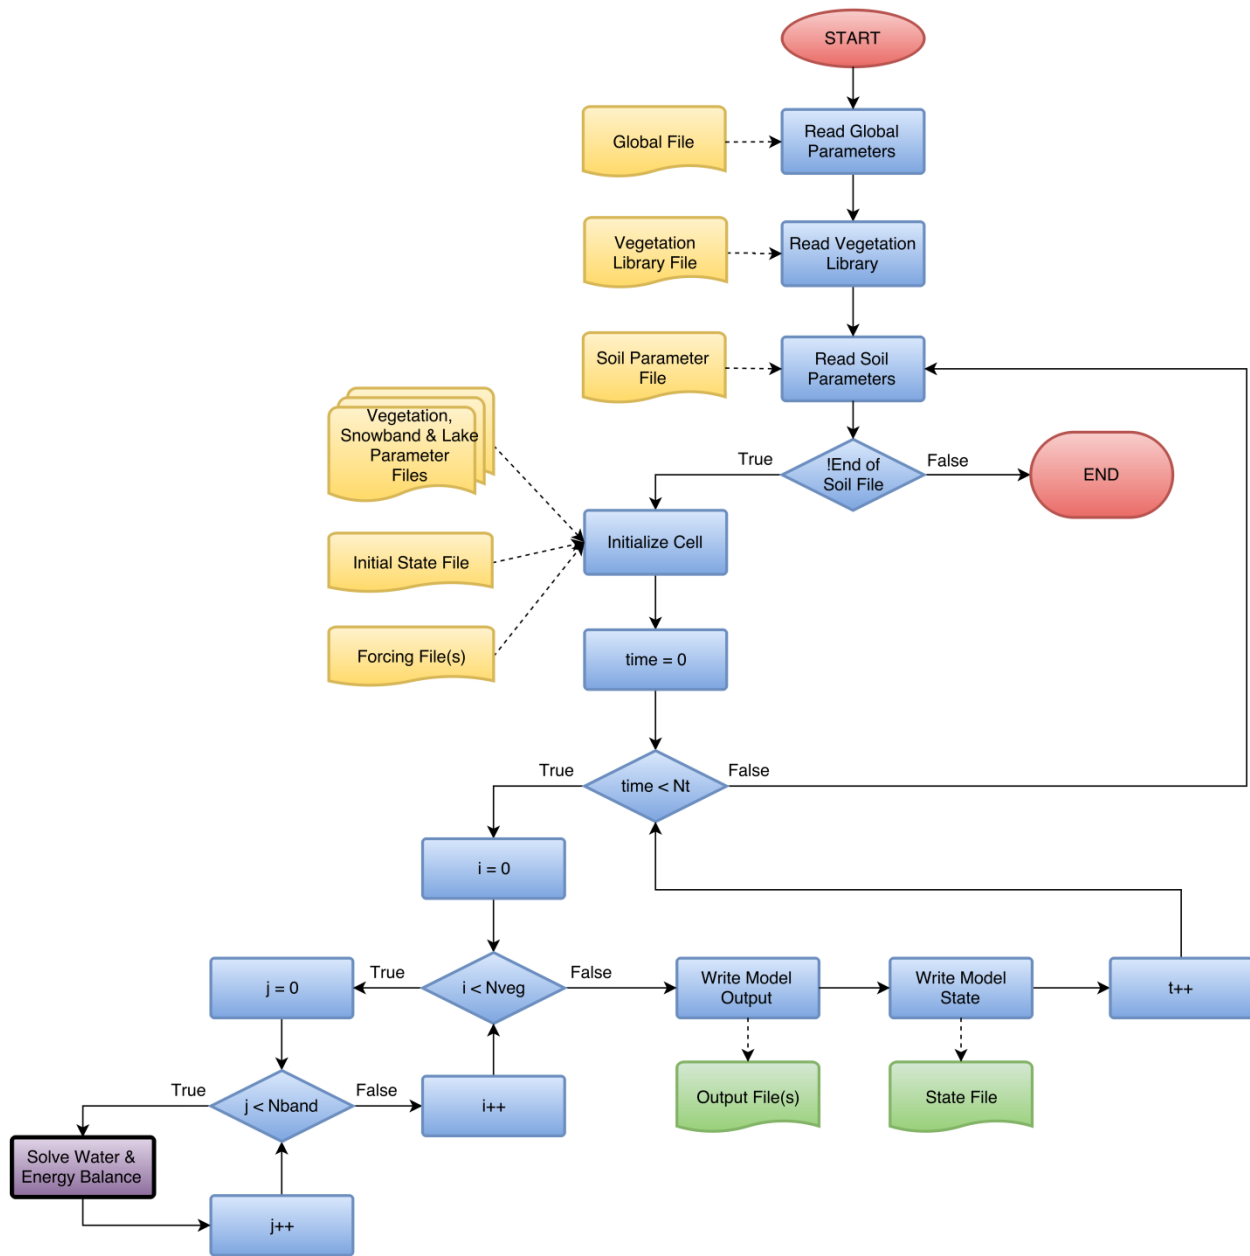 START
Global File
Read Global
Parameters
Vegetation
Library File
Read Vegetation
Library
Soil Parameter
File
Read Soil
Parameters
Vegetation,
Snowband & Lake
Parameter
Files
True
!End of
Soil File
False
END
Initial State File
Initialize Cell
Forcing File(s)
time = 0
True
time < Nt
False
i = 0
j = 0
True
i < Nveg
False
Write Model
Output
Write Model
State
t++
True
j < Nband
False
i++
Output File(s)
State File
Solve Water &
Energy Balance
j++